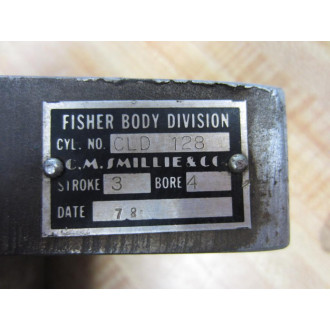 FISHER BODY DIVISION
CYL. NO. CLD 128
C.M. SMILLIE & CO.
STROKE 3 BORE 4
DATE 78